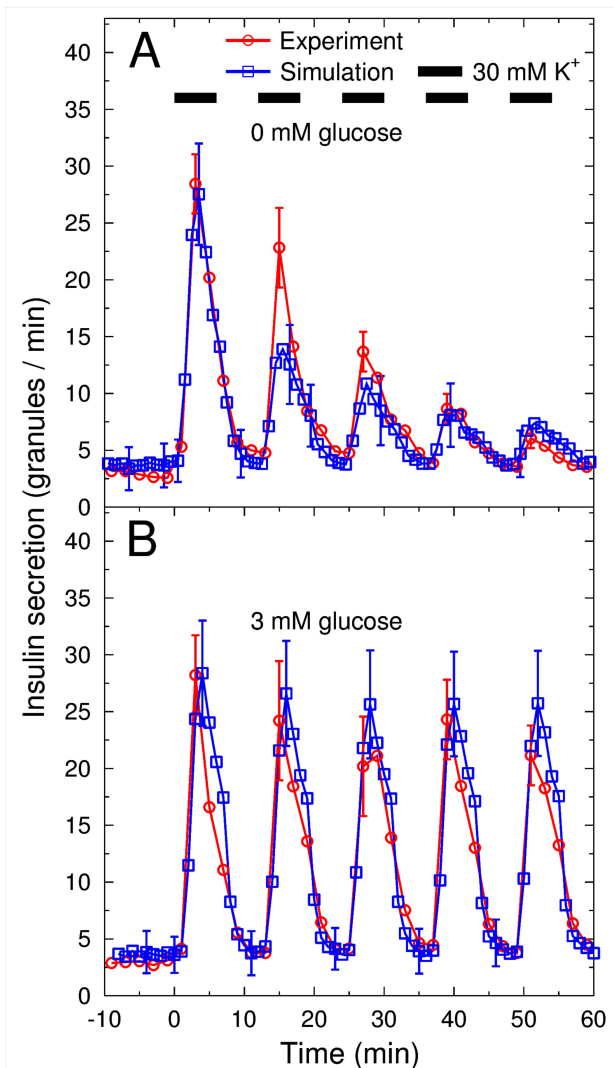 A
Experiment
Simulation
30 mM K⁺
0 mM glucose
40
35
30
25
20
15
10
5
0
B
3 mM glucose
40
35
30
25
20
15
10
5
0
Insulin secretion (granules / min)
-10 0 10 20 30 40 50 60
Time (min)